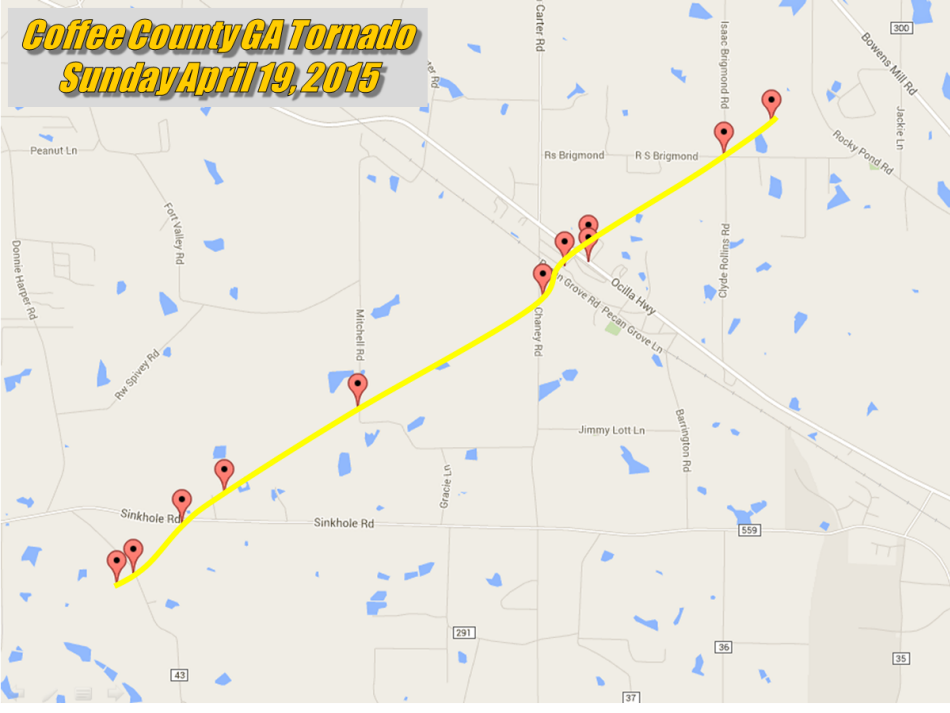 Coffee County GA Tornado
Sunday April 19, 2015
Carter Rd
Isaac Brigmond Rd
300
Bowens Mill Rd
Jackie Ln
Rocky Pond Rd
Peanut Ln
Rs Brigmond
R S Brigmond
Fort Valley Rd
Donnie Harper Rd
Clyde Rollins Rd
Ocilla Hwy
Grove Rd
Pecan Grove Ln
Mitchell Rd
Chaney Rd
Rw Spivey Rd
Jimmy Lott Ln
Barrington Rd
Gracie Ln
Sinkhole Rd
Sinkhole Rd
559
291
36
35
43
37